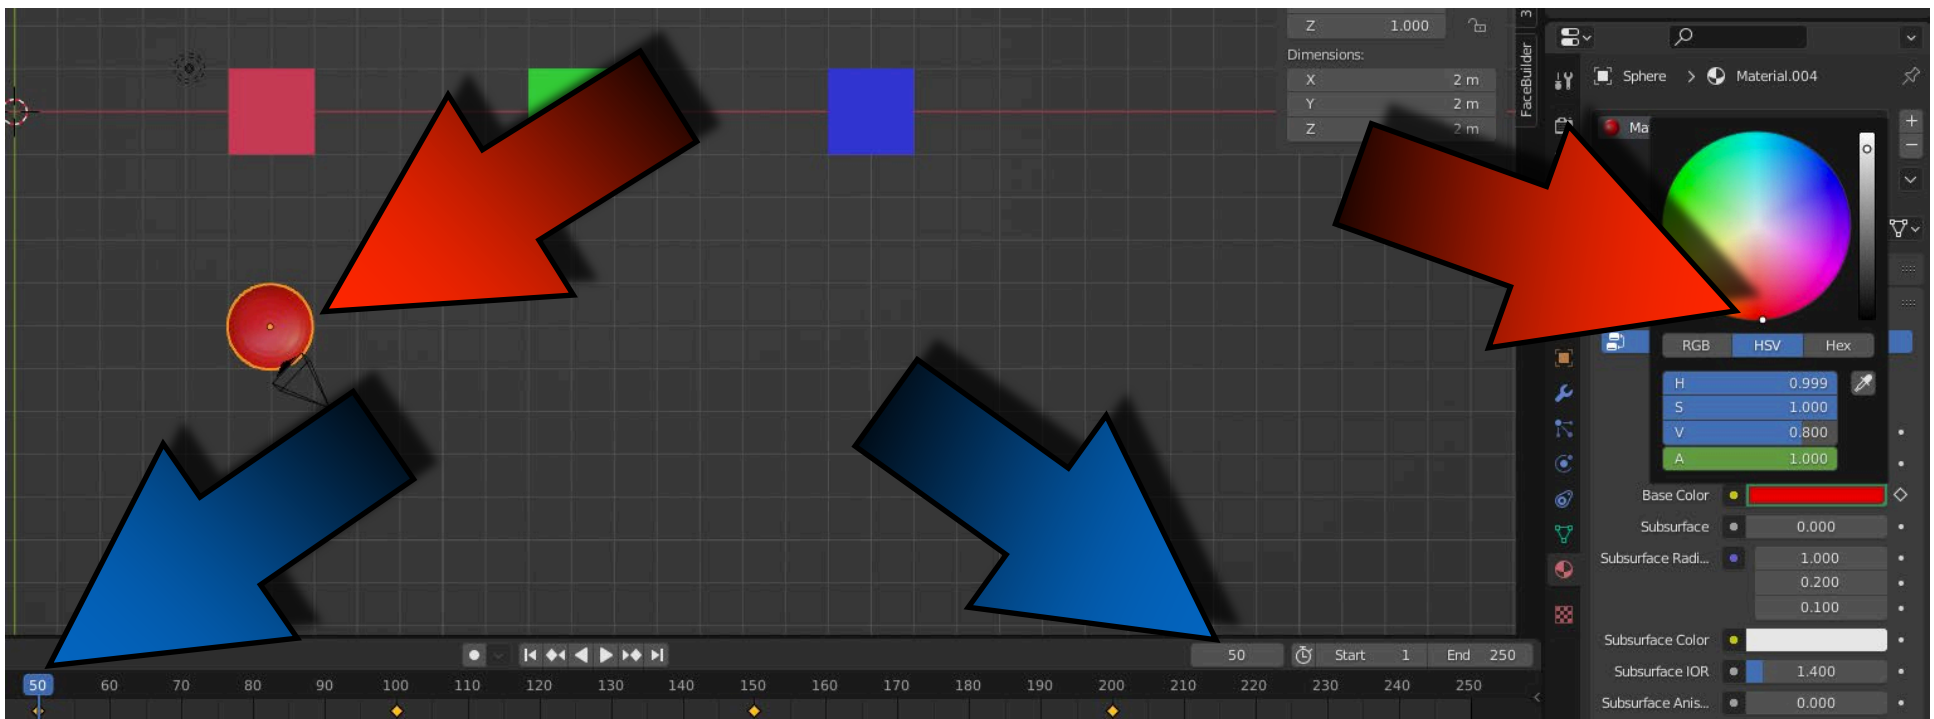 Z 1.000
3
Dimensions:
X 2 m
Y 2 m
Z 2 m
FaceBuilder
Sphere > Material.004
Ma
RGB HSV Hex
H 0.999
S 1.000
V 0.800
A 1.000
Base Color
Subsurface 0.000
Subsurface Radi... 1.000
0.200
0.100
Subsurface Color
Subsurface IOR 1.400
Subsurface Anis... 0.000
50 Start 1 End 250
50 60 70 80 90 100 110 120 130 140 150 160 170 180 190 200 210 220 230 240 250